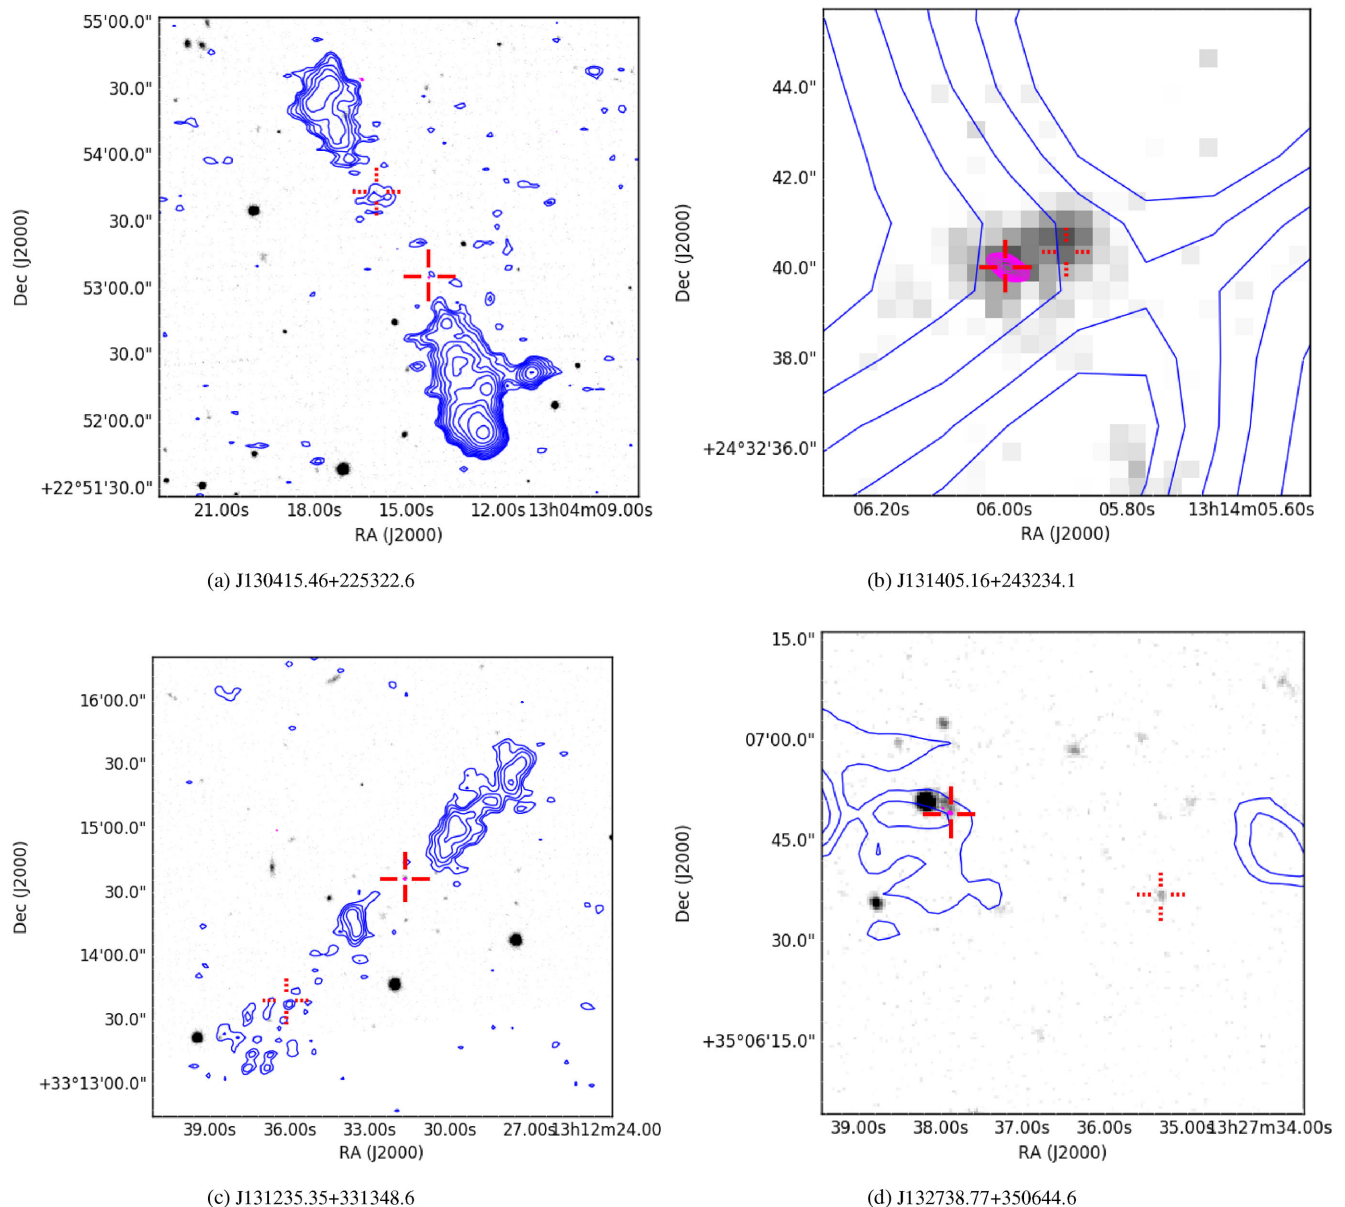 55'00.0"
30.0"
54'00.0"
30.0"
53'00.0"
30.0"
52'00.0"
+22°51'30.0"
Dec (J2000)
21.00s 18.00s 15.00s 12.00s 13h04m09.00s
RA (J2000)
(a) J130415.46+225322.6
44.0"
42.0"
40.0"
38.0"
+24°32'36.0"
Dec (J2000)
06.20s 06.00s 05.80s 13h14m05.60s
RA (J2000)
(b) J131405.16+243234.1
16'00.0"
30.0"
15'00.0"
30.0"
14'00.0"
30.0"
+33°13'00.0"
Dec (J2000)
39.00s 36.00s 33.00s 30.00s 27.00s 13h12m24.00
RA (J2000)
(c) J131235.35+331348.6
15.0"
07'00.0"
45.0"
30.0"
+35°06'15.0"
Dec (J2000)
39.00s 38.00s 37.00s 36.00s 35.00s 13h27m34.00s
RA (J2000)
(d) J132738.77+350644.6